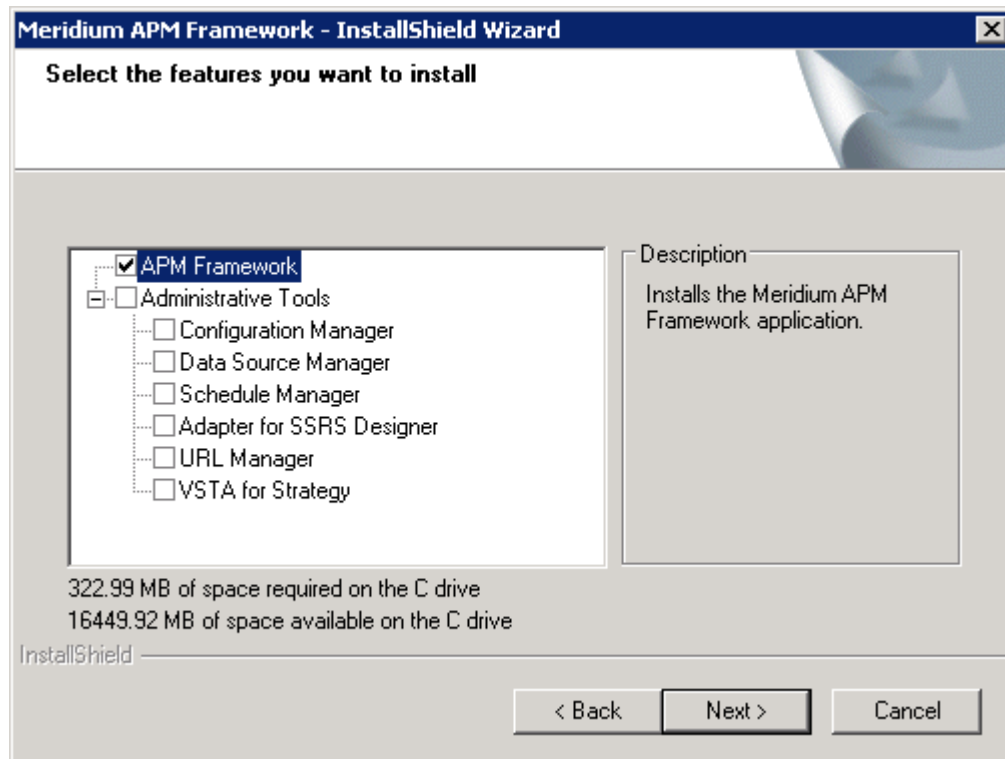 Meridium APM Framework - InstallShield Wizard
Select the features you want to install
APM Framework
Administrative Tools
Configuration Manager
Data Source Manager
Schedule Manager
Adapter for SSRS Designer
URL Manager
VSTA for Strategy
Description
Installs the Meridium APM
Framework application.
322.99 MB of space required on the C drive
16449.92 MB of space available on the C drive
InstallShield
< Back
Next >
Cancel